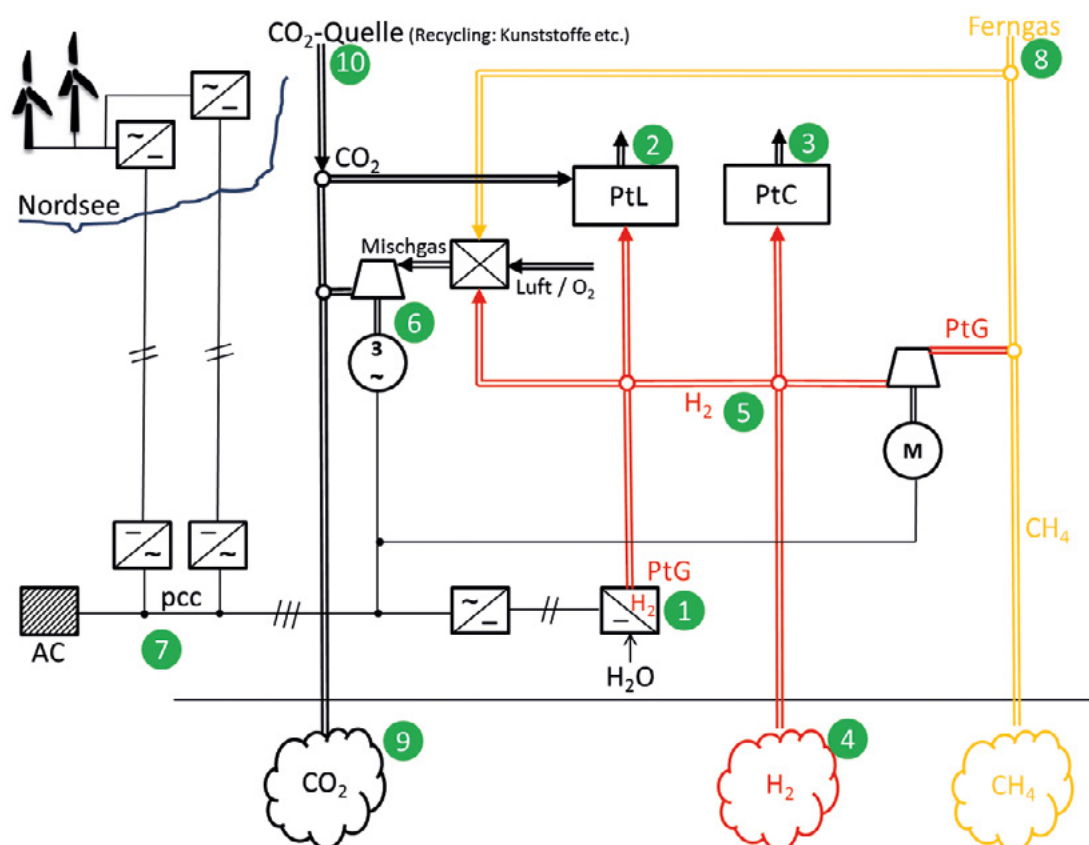 CO₂-Quelle (Recycling: Kunststoffe etc.)
10
Ferngas
8
~
–
~
–
CO₂
2
3
PtL
PtC
Nordsee
Mischgas
Luft / O₂
6
3
~
PtG
H₂
5
M
–
~
–
~
CH₄
PtG
pcc
~
–
H₂
–
1
AC
7
H₂O
9
4
CO₂
H₂
CH₄